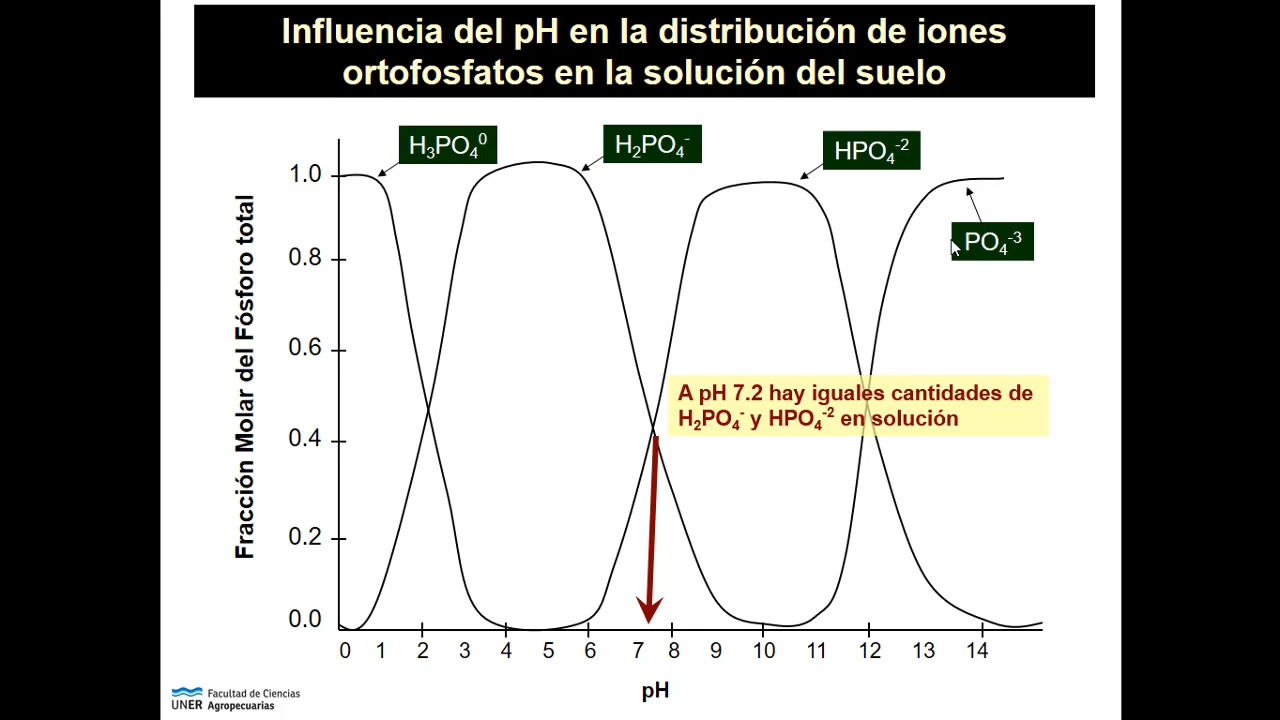 Influencia del pH en la distribución de iones
ortofosfatos en la solución del suelo
H₃PO₄⁰
H₂PO₄⁻
HPO₄⁻²
PO₄⁻³
Fracción Molar del Fósforo total
1.0
0.8
0.6
0.4
0.2
0.0
A pH 7.2 hay iguales cantidades de
H₂PO₄⁻ y HPO₄⁻² en solución
0 1 2 3 4 5 6 7 8 9 10 11 12 13 14
pH
UNER
Facultad de Ciencias
Agropecuarias